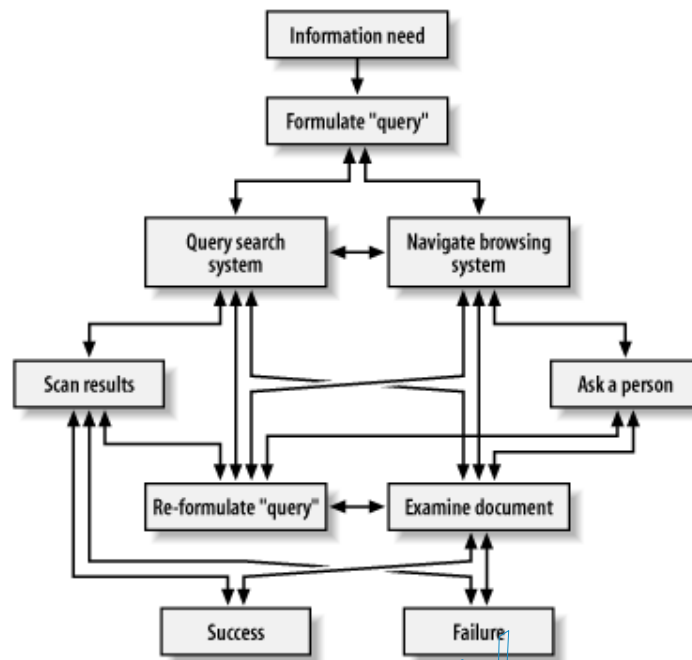 Information need
Formulate "query"
Query search
system
Navigate browsing
system
Scan results
Ask a person
Re-formulate "query"
Examine document
Success
Failure